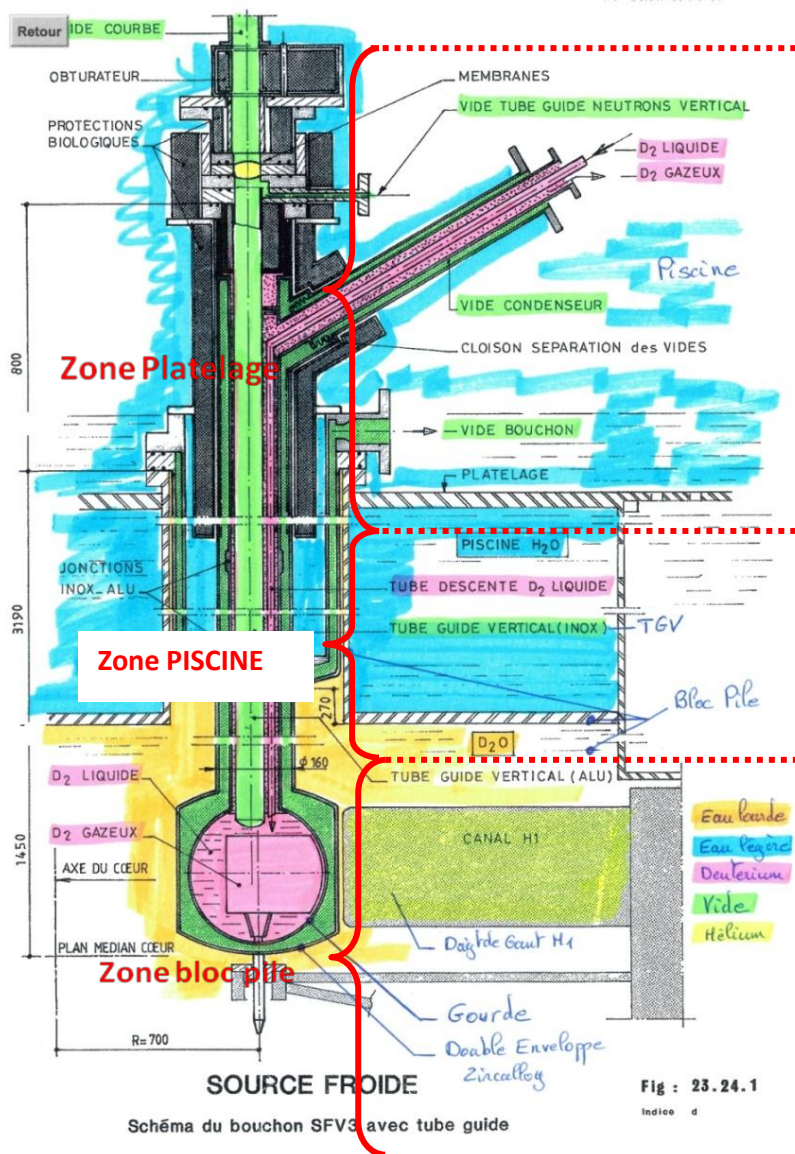 Retour
IDE COURBE
OBTURATEUR
PROTECTIONS
BIOLOGIQUES
MEMBRANES
VIDE TUBE GUIDE NEUTRONS VERTICAL
D2 LIQUIDE
D2 GAZEUX
Piscine
VIDE CONDENSEUR
CLOISON SEPARATION des VIDES
800
Zone Platelage
VIDE BOUCHON
PLATELAGE
PISCINE H2O
JONCTIONS
INOX_ALU
TUBE DESCENTE D2 LIQUIDE
3190
TUBE GUIDE VERTICAL (INOX)
TGV
Zone PISCINE
270
Bloc Pile
D2O
Ø 160
TUBE GUIDE VERTICAL (ALU)
D2 LIQUIDE
D2 GAZEUX
CANAL H1
1450
AXE DU CŒUR
Eau lourde
Eau légère
Deuterium
Vide
Hélium
PLAN MEDIAN CŒUR
Doigt de Gant H1
Zone bloc pile
Gourde
Double Enveloppe
Zircalloy
R=700
SOURCE FROIDE
Fig : 23.24.1
Indice d
Schéma du bouchon SFV3 avec tube guide